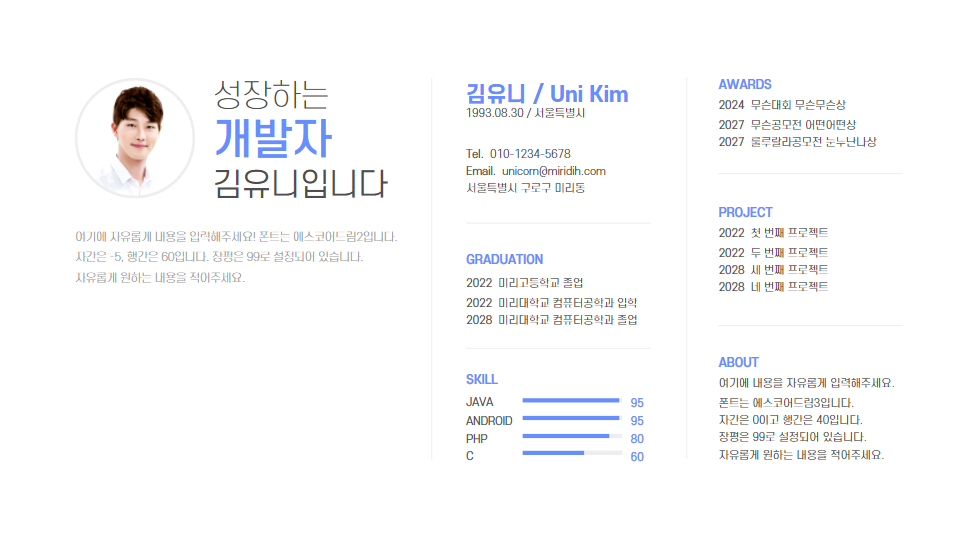 성장하는
개발자
김유니입니다
여기에 자유롭게 내용을 입력해주세요! 폰트는 에스코어드림2입니다.
자간은 -5, 행간은 60입니다. 장평은 99로 설정되어 있습니다.
자유롭게 원하는 내용을 적어주세요.
김유니 / Uni Kim
1993.08.30 / 서울특별시
Tel. 010-1234-5678
Email. unicorn@miridih.com
서울특별시 구로구 미리동
GRADUATION
2022 미리고등학교 졸업
2022 미리대학교 컴퓨터공학과 입학
2028 미리대학교 컴퓨터공학과 졸업
SKILL
JAVA 95
ANDROID 95
PHP 80
C 60
AWARDS
2024 무슨대회 무슨무슨상
2027 무슨공모전 어떤어떤상
2027 룰루랄라공모전 눈누난나상
PROJECT
2022 첫 번째 프로젝트
2022 두 번째 프로젝트
2028 세 번째 프로젝트
2028 네 번째 프로젝트
ABOUT
여기에 내용을 자유롭게 입력해주세요.
폰트는 에스코어드림3입니다.
자간은 0이고 행간은 40입니다.
장평은 99로 설정되어 있습니다.
자유롭게 원하는 내용을 적어주세요.